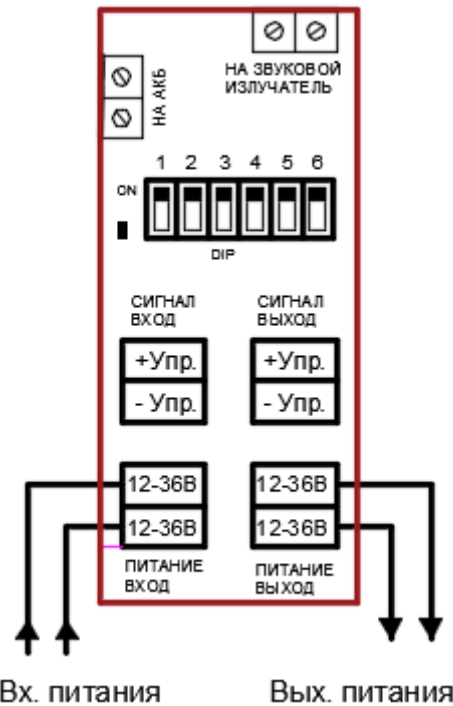 НА АКБ
НА ЗВУКОВОЙ
ИЗЛУЧАТЕЛЬ
1 2 3 4 5 6
ON
DIP
СИГНАЛ
ВХОД
СИГНАЛ
ВЫХОД
+Упр.
- Упр.
+Упр.
- Упр.
12-36В
12-36В
12-36В
12-36В
ПИТАНИЕ
ВХОД
ПИТАНИЕ
ВЫХОД
Вх. питания
Вых. питания